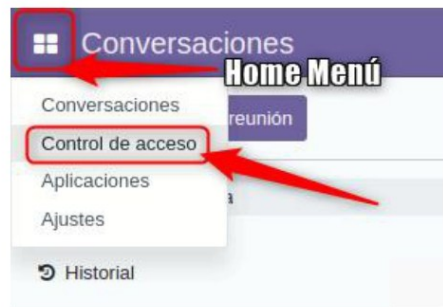 Conversaciones
Home Menú
Conversaciones
reunión
Control de acceso
Aplicaciones
a
Ajustes
Historial